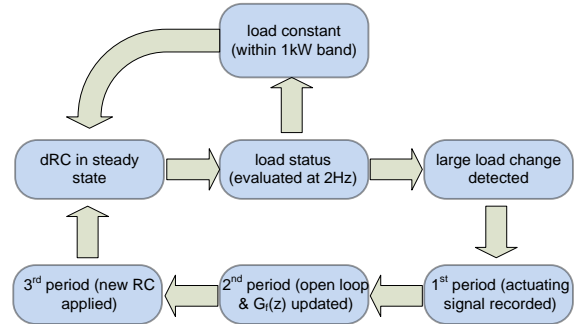 load constant
(within 1kW band)
dRC in steady
state
load status
(evaluated at 2Hz)
large load change
detected
3rd period (new RC
applied)
2nd period (open loop
& Gf(z) updated)
1st period (actuating
signal recorded)